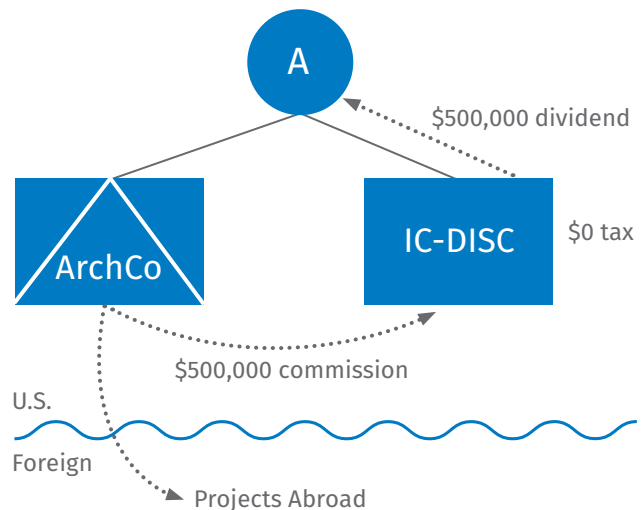 A
$500,000 dividend
ArchCo
IC-DISC
$0 tax
$500,000 commission
U.S.
Foreign
Projects Abroad